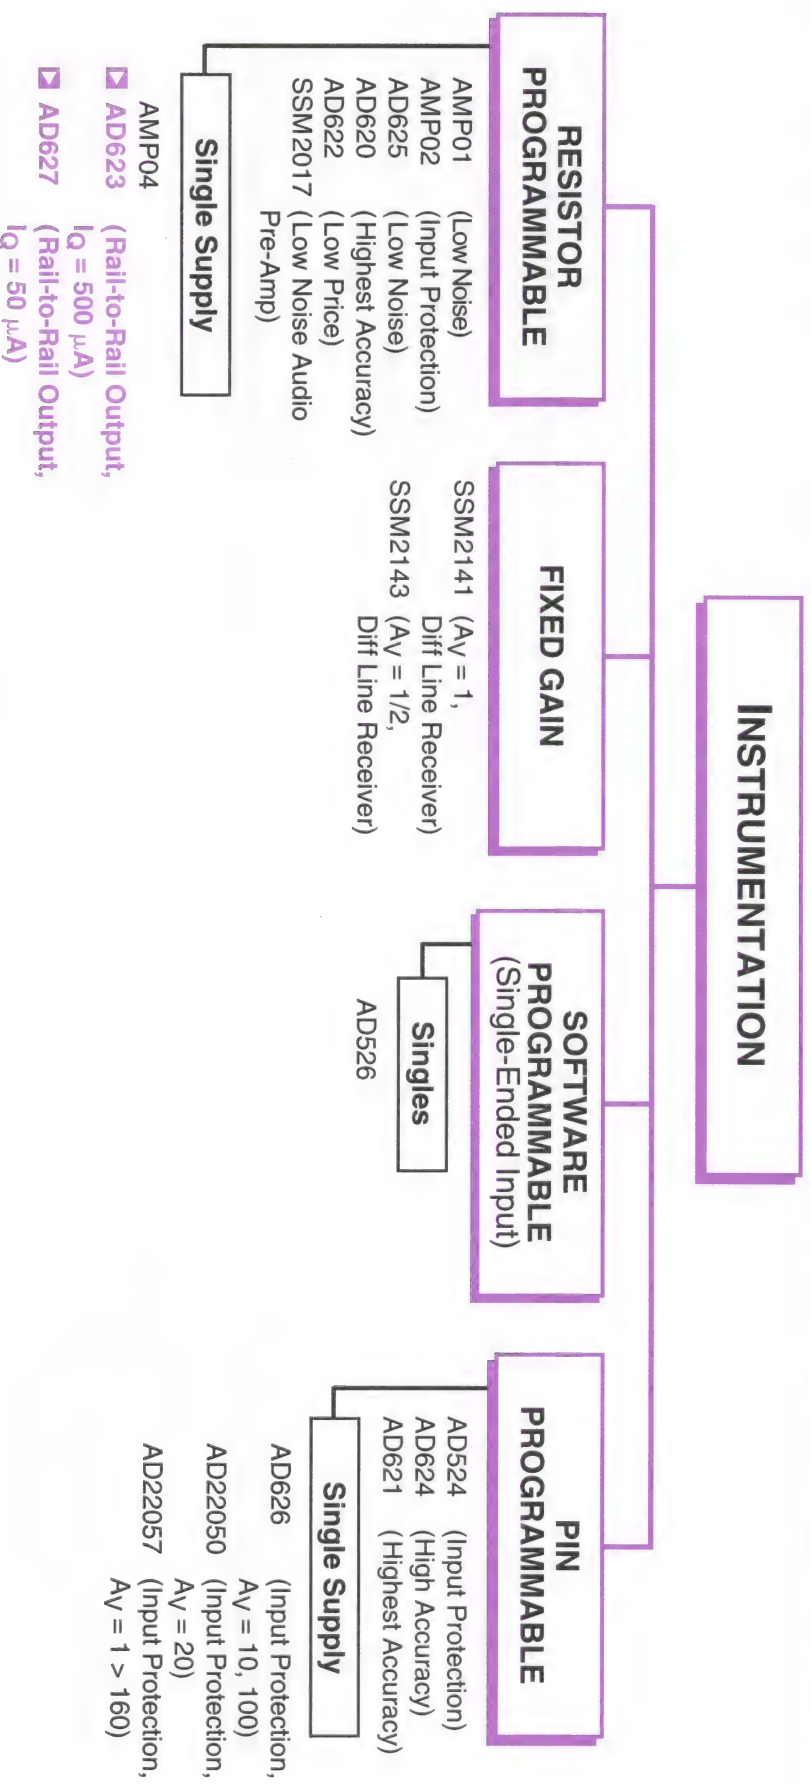 INSTRUMENTATION
RESISTOR
PROGRAMMABLE
AMP01 (Low Noise)
AMP02 (Input Protection)
AD625 (Low Noise)
AD620 (Highest Accuracy)
AD622 (Low Price)
SSM2017 (Low Noise Audio
Pre-Amp)
Single Supply
AMP04
AD623 (Rail-to-Rail Output,
IQ = 500 μA)
AD627 (Rail-to-Rail Output,
IQ = 50 μA)
FIXED GAIN
SSM2141 (AV = 1,
Diff Line Receiver)
SSM2143 (AV = 1/2,
Diff Line Receiver)
SOFTWARE
PROGRAMMABLE
(Single-Ended Input)
Singles
AD526
PIN
PROGRAMMABLE
AD524 (Input Protection)
AD624 (High Accuracy)
AD621 (Highest Accuracy)
Single Supply
AD626 (Input Protection,
AV = 10, 100)
AD22050 (Input Protection,
AV = 20)
AD22057 (Input Protection,
AV = 1 > 160)